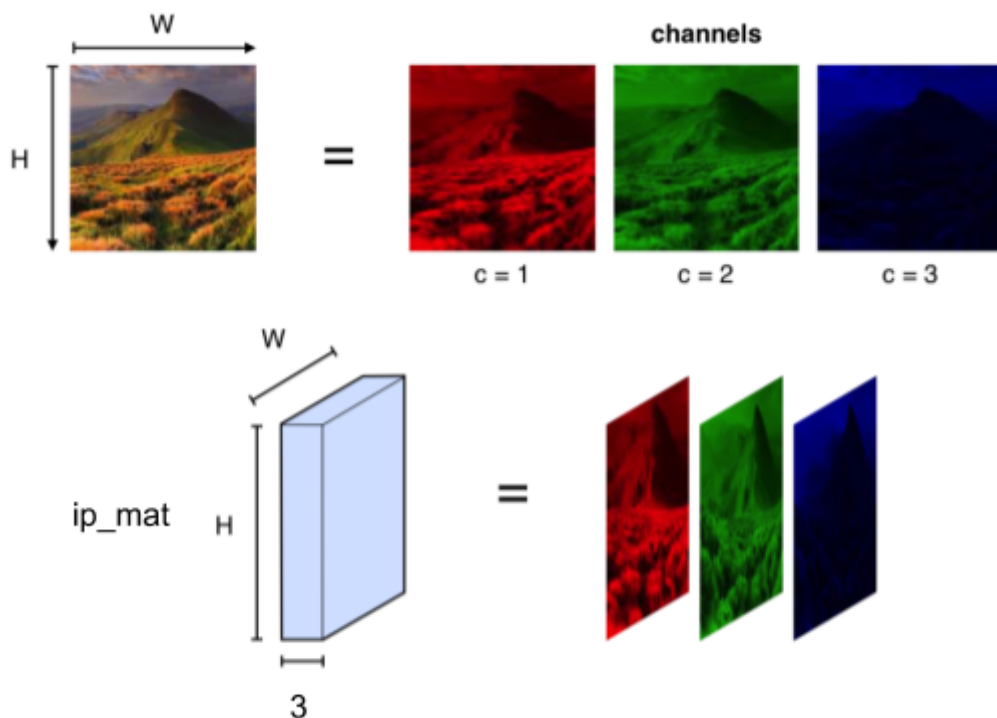 W
channels
H
=
c = 1
c = 2
c = 3
W
ip_mat
H
=
3